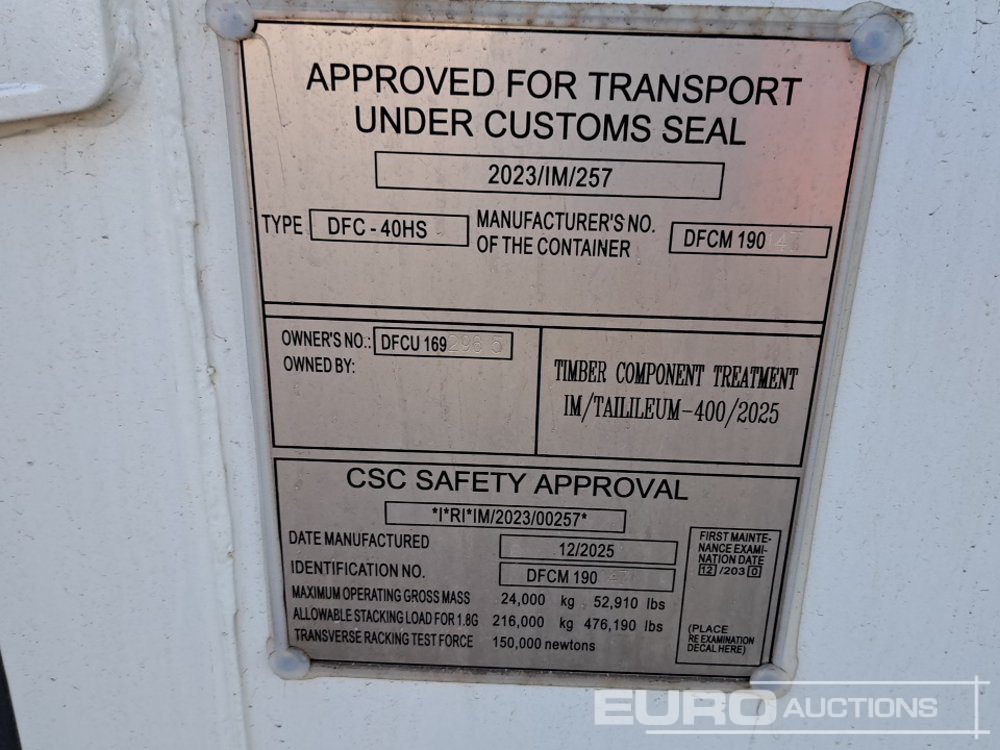 APPROVED FOR TRANSPORT
UNDER CUSTOMS SEAL
2023/IM/257
TYPE DFC - 40HS MANUFACTURER'S NO. OF THE CONTAINER DFCM 190
OWNER'S NO.: DFCU 169
OWNED BY:
TIMBER COMPONENT TREATMENT
IM/TAILILEUM-400/2025
CSC SAFETY APPROVAL
*I*RI*IM/2023/00257*
DATE MANUFACTURED 12/2025
IDENTIFICATION NO. DFCM 190
MAXIMUM OPERATING GROSS MASS 24,000 kg 52,910 lbs
ALLOWABLE STACKING LOAD FOR 1.8G 216,000 kg 476,190 lbs
TRANSVERSE RACKING TEST FORCE 150,000 newtons
FIRST MAINTE-
NANCE EXAMI-
NATION DATE
12 /203 0
(PLACE
RE EXAMINATION
DECAL HERE)
EURO AUCTIONS